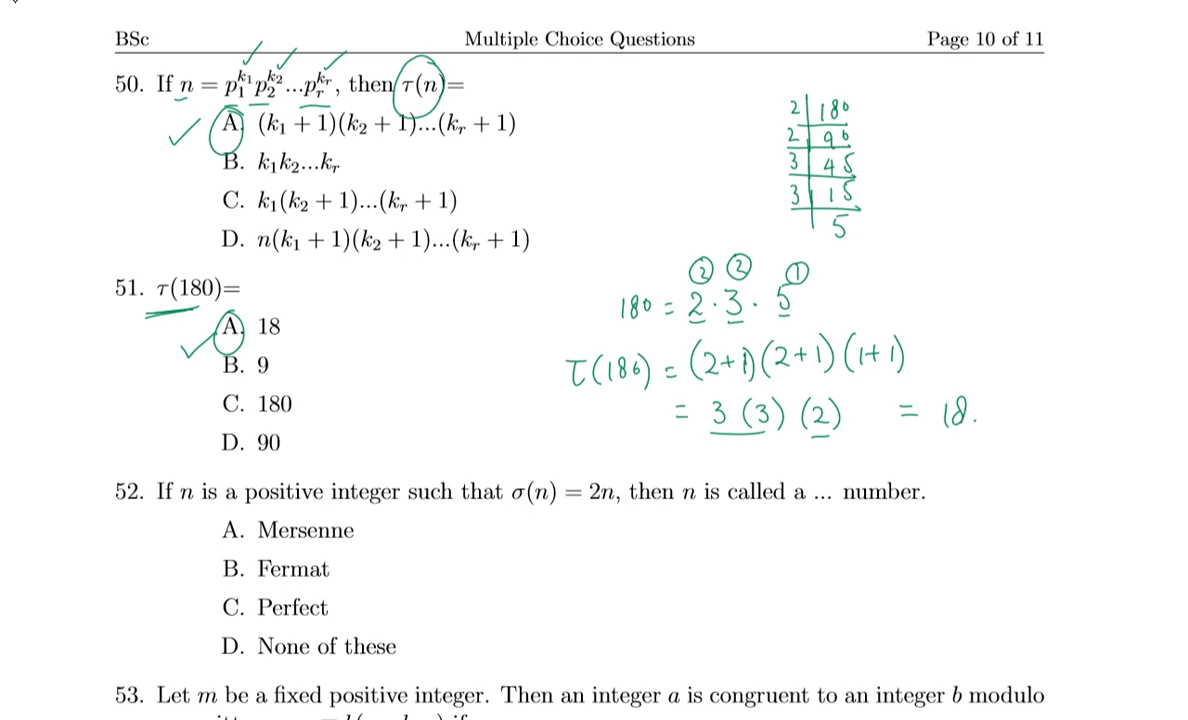 BSc Multiple Choice Questions Page 10 of 11
50. If n = p₁^k₁ p₂^k₂ ...pᵣ^kᵣ, then τ(n)=
A. (k₁ + 1)(k₂ + 1)...(kᵣ + 1)
B. k₁k₂...kᵣ
C. k₁(k₂ + 1)...(kᵣ + 1)
D. n(k₁ + 1)(k₂ + 1)...(kᵣ + 1)
2 | 180
2 | 90
3 | 45
3 | 15
5
51. τ(180)=
A. 18
B. 9
C. 180
D. 90
② ② ①
180 = 2 · 3 · 5
τ(180) = (2+1)(2+1)(1+1)
= 3 (3) (2) = 18.
52. If n is a positive integer such that σ(n) = 2n, then n is called a ... number.
A. Mersenne
B. Fermat
C. Perfect
D. None of these
53. Let m be a fixed positive integer. Then an integer a is congruent to an integer b modulo